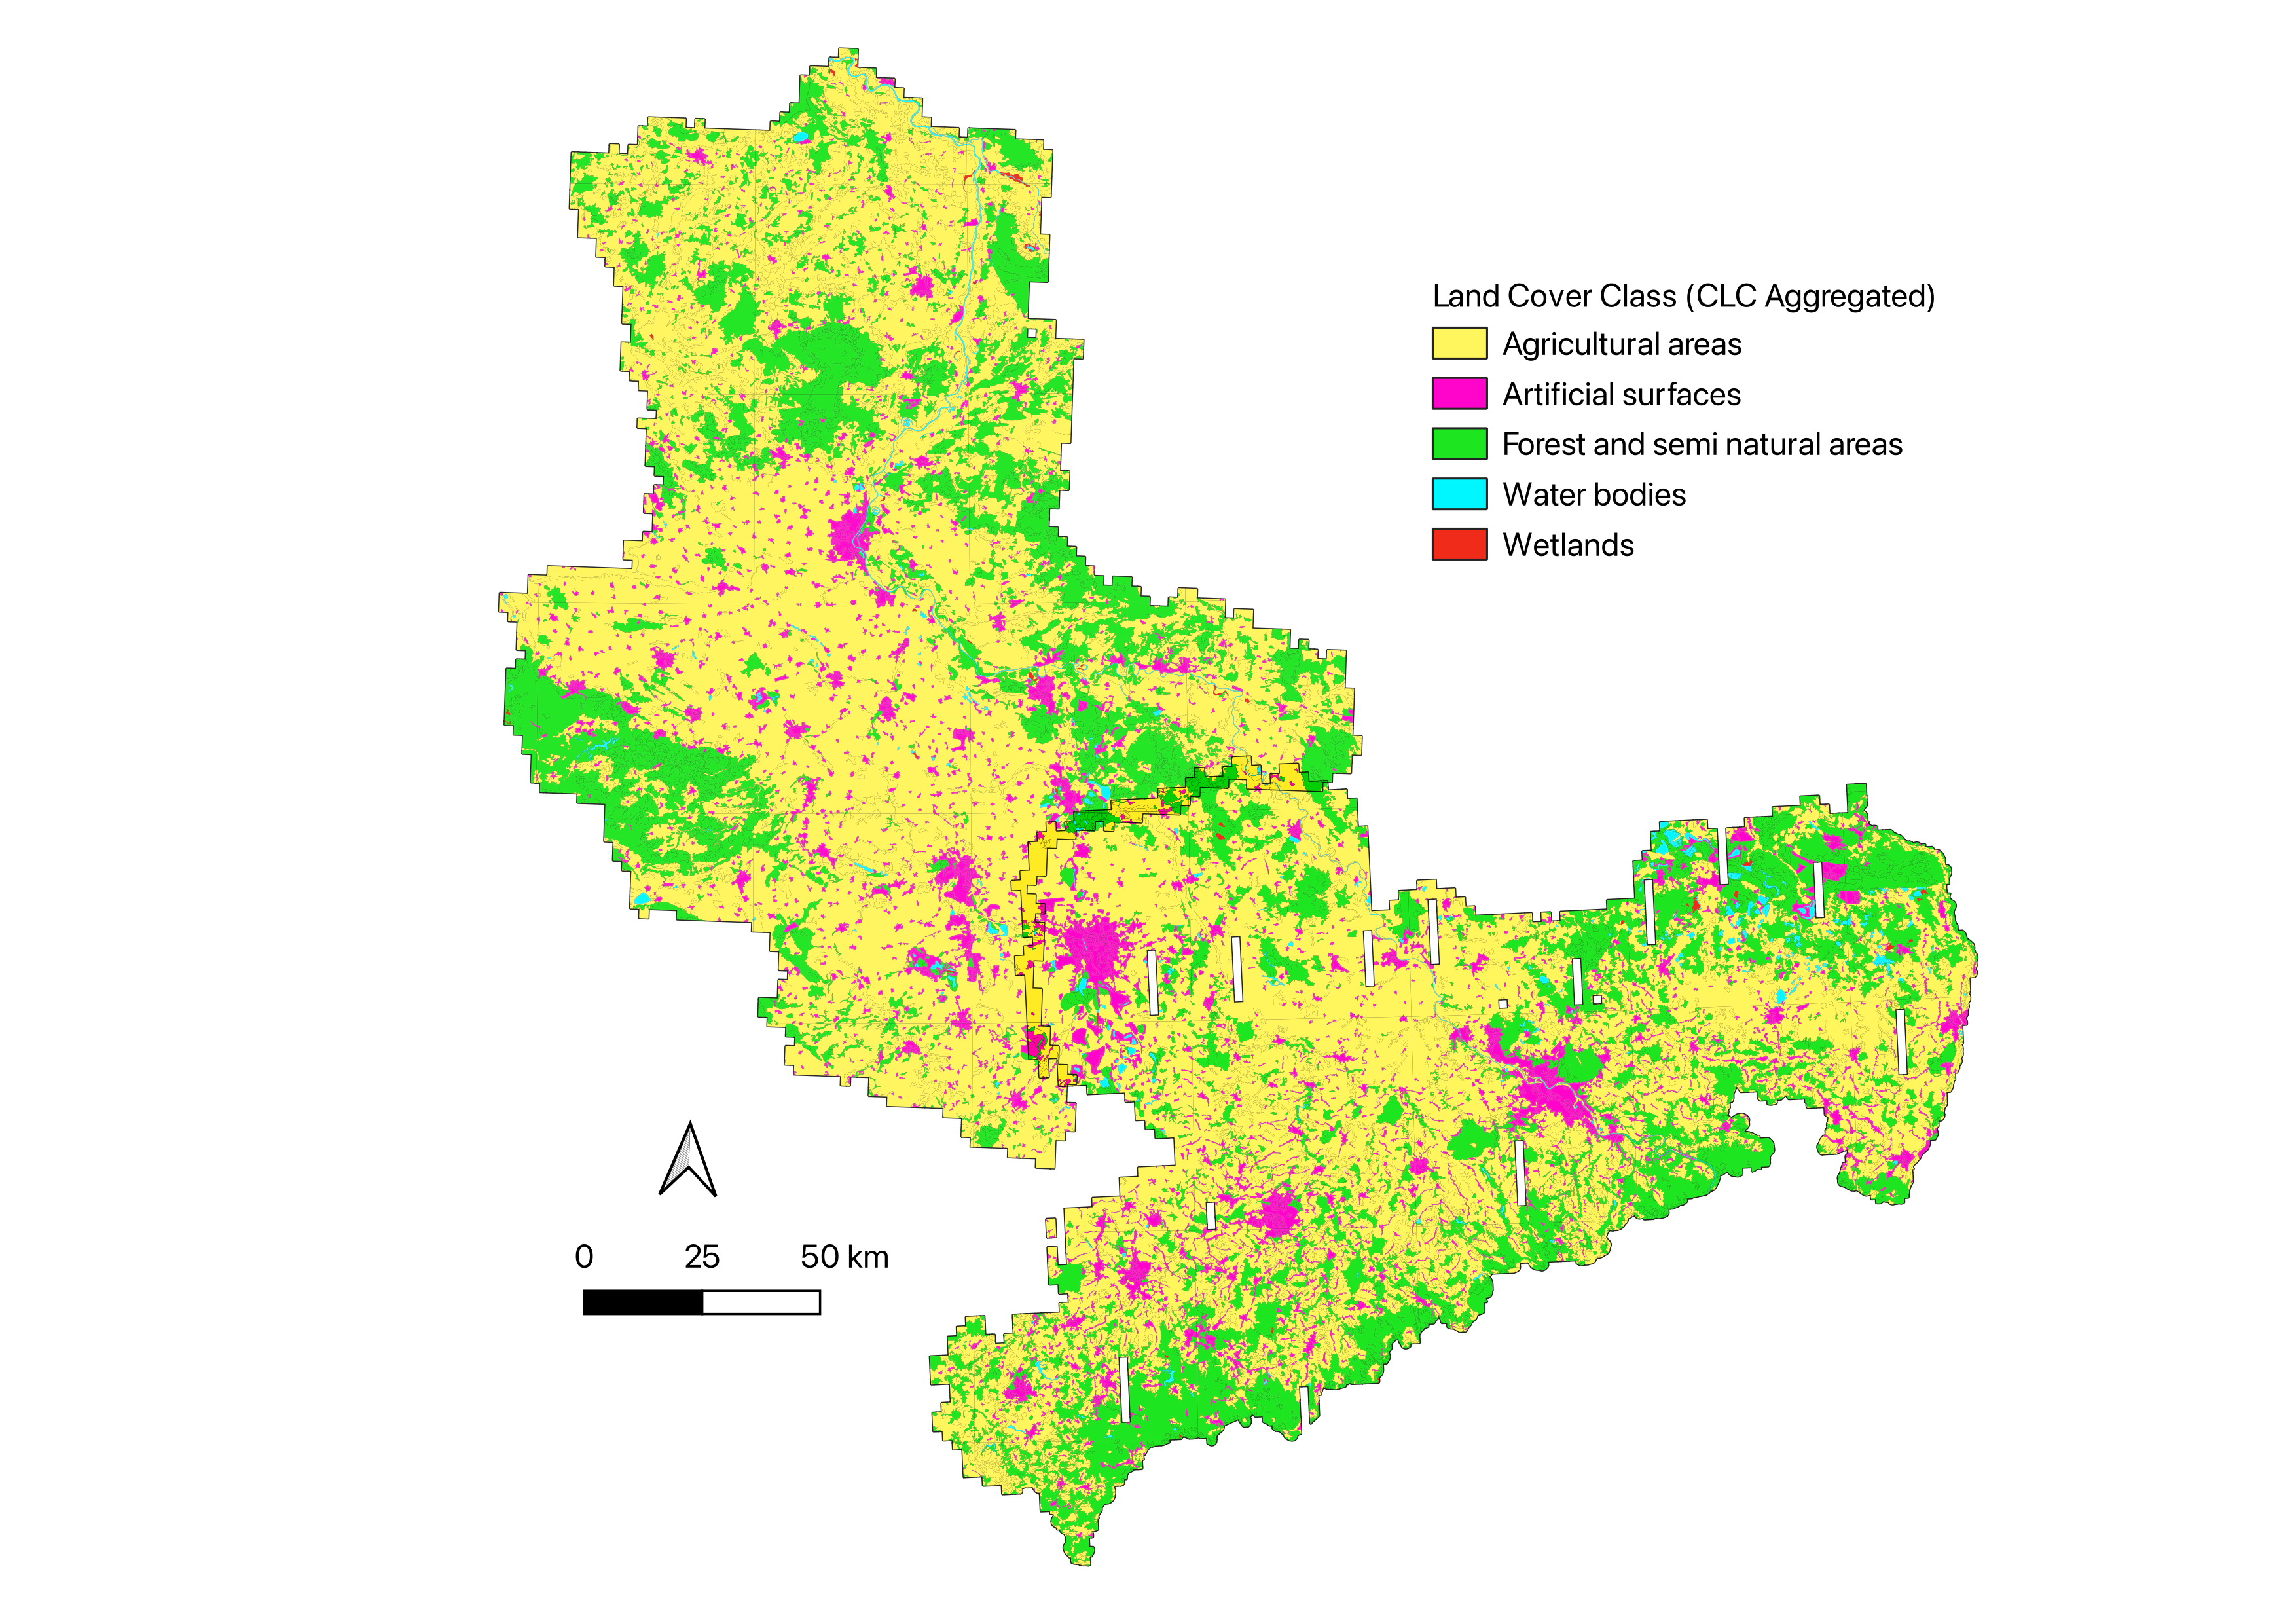 Land Cover Class (CLC Aggregated)
Agricultural areas
Artificial surfaces
Forest and semi natural areas
Water bodies
Wetlands
0 25 50 km